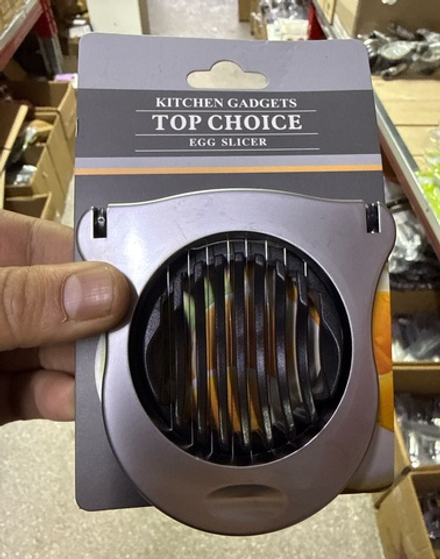 KITCHEN GADGETS
TOP CHOICE
EGG SLICER